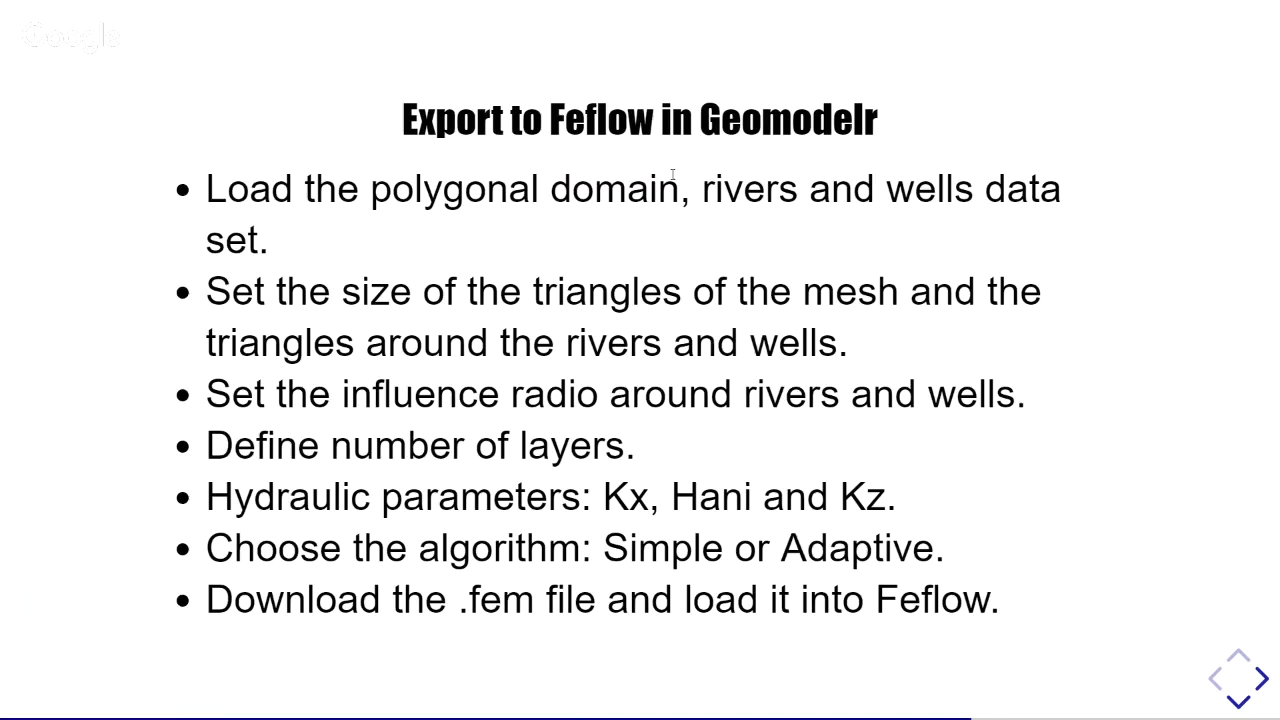 Google
Export to Feflow in Geomodelr
Load the polygonal domain, rivers and wells data
set.
Set the size of the triangles of the mesh and the
triangles around the rivers and wells.
Set the influence radio around rivers and wells.
Define number of layers.
Hydraulic parameters: Kx, Hani and Kz.
Choose the algorithm: Simple or Adaptive.
Download the .fem file and load it into Feflow.